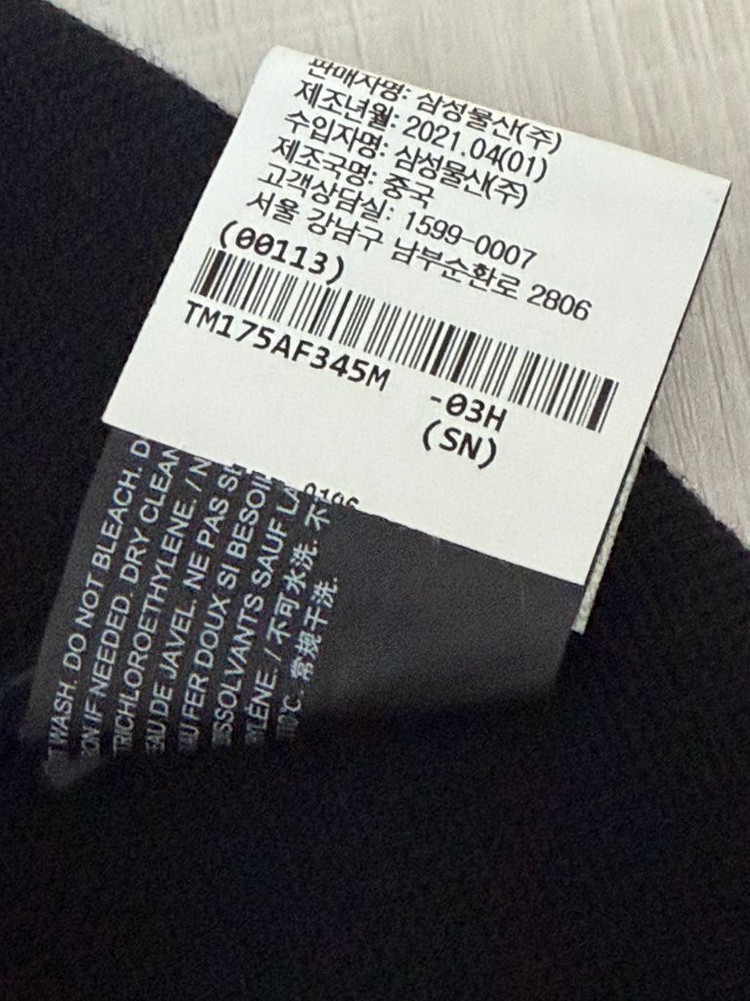 판매자명: 삼성물산(주)
제조년월: 2021.04(01)
수입자명: 삼성물산(주)
제조국명: 중국
고객상담실: 1599-0007
서울 강남구 남부순환로 2806
(00113)
TM175AF345M -03H
(SN)
WASH. DO NOT BLEACH.
IF NEEDED. DRY CLEAN
TRICHLOROETHYLENE. /
DE JAVEL. NE PAS
FER DOUX SI BESOIN
DISSOLVANTS SAUF
/ 不可水洗. 不
常规干洗.